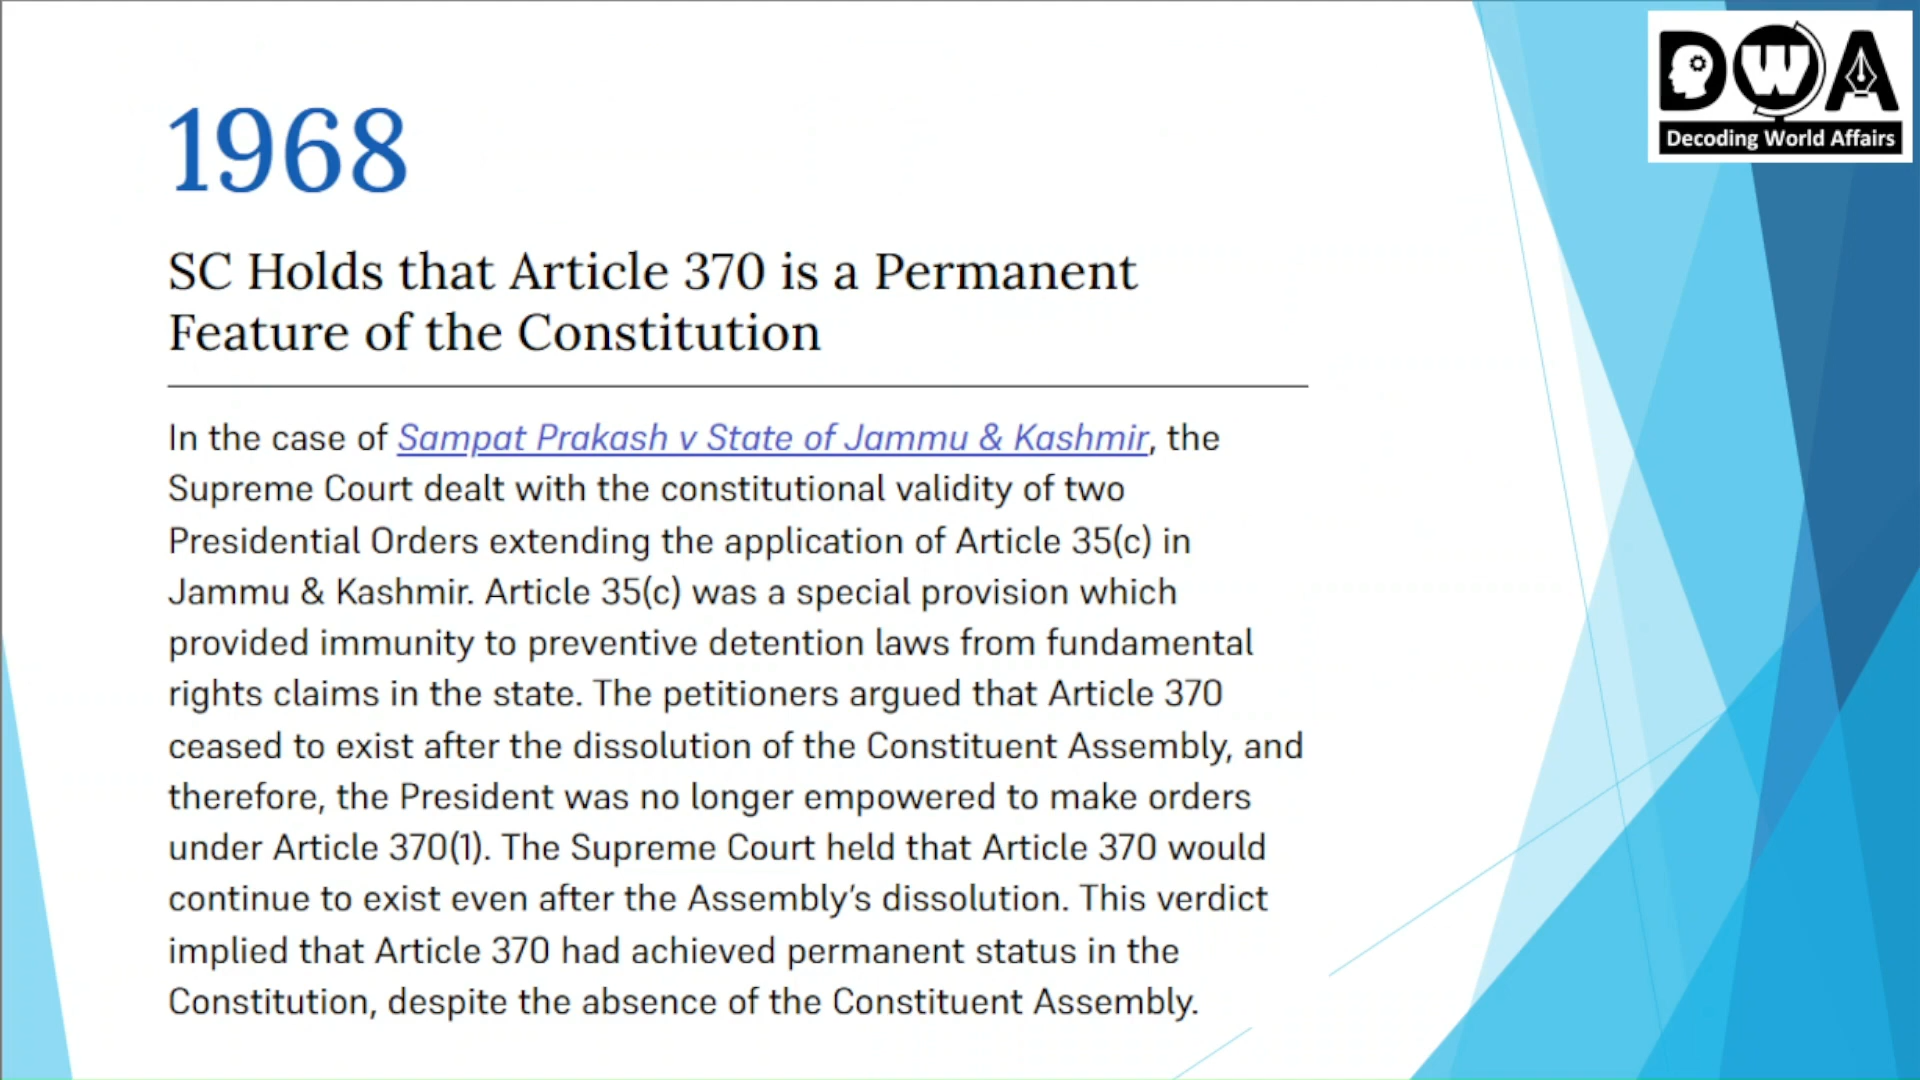 DWA
Decoding World Affairs
1968
SC Holds that Article 370 is a Permanent
Feature of the Constitution
In the case of Sampat Prakash v State of Jammu & Kashmir, the
Supreme Court dealt with the constitutional validity of two
Presidential Orders extending the application of Article 35(c) in
Jammu & Kashmir. Article 35(c) was a special provision which
provided immunity to preventive detention laws from fundamental
rights claims in the state. The petitioners argued that Article 370
ceased to exist after the dissolution of the Constituent Assembly, and
therefore, the President was no longer empowered to make orders
under Article 370(1). The Supreme Court held that Article 370 would
continue to exist even after the Assembly’s dissolution. This verdict
implied that Article 370 had achieved permanent status in the
Constitution, despite the absence of the Constituent Assembly.